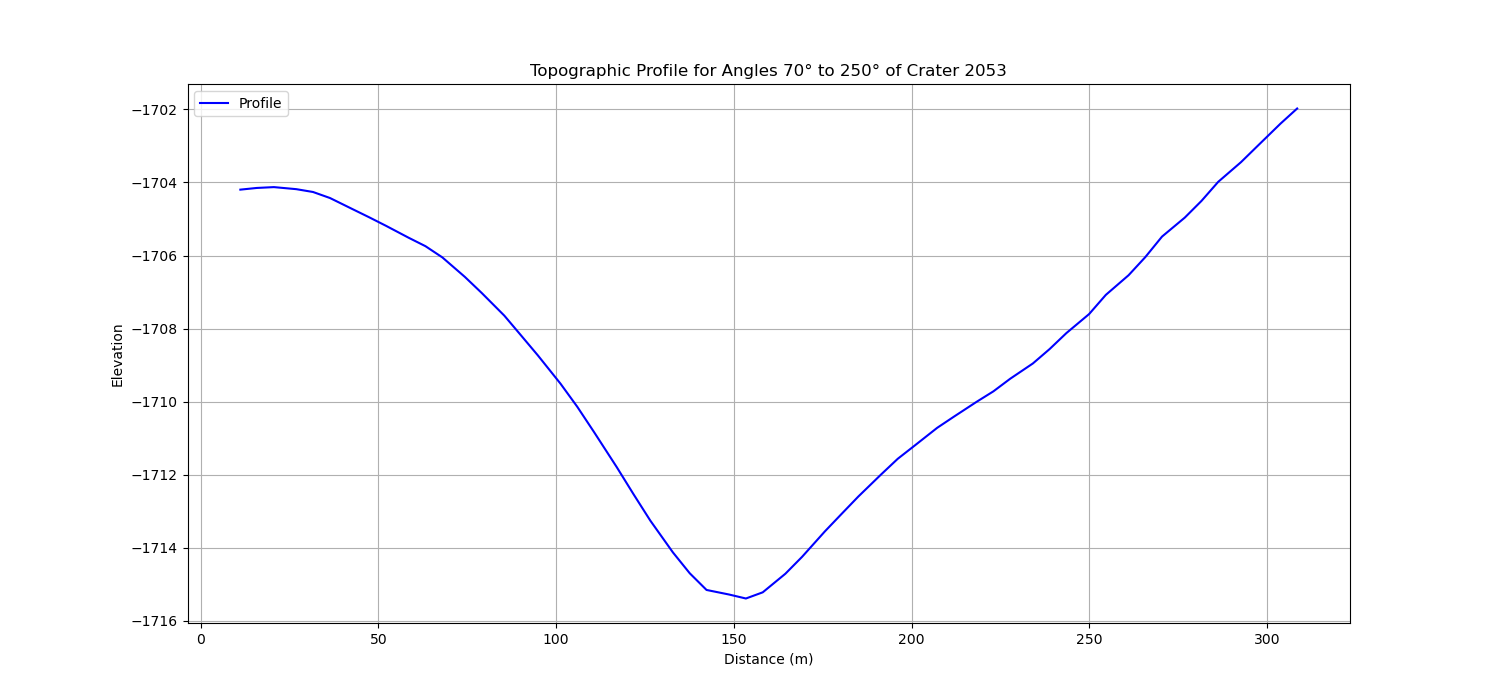 Topographic Profile for Angles 70° to 250° of Crater 2053
Profile
−1702
−1704
−1706
−1708
−1710
−1712
−1714
−1716
Elevation
0 50 100 150 200 250 300
Distance (m)